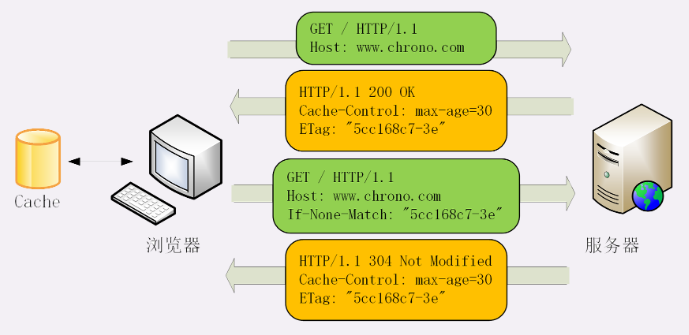 GET / HTTP/1.1
Host: www.chrono.com
HTTP/1.1 200 OK
Cache-Control: max-age=30
ETag: "5cc168c7-3e"
Cache
浏览器
GET / HTTP/1.1
Host: www.chrono.com
If-None-Match: "5cc168c7-3e"
服务器
HTTP/1.1 304 Not Modified
Cache-Control: max-age=30
ETag: "5cc168c7-3e"